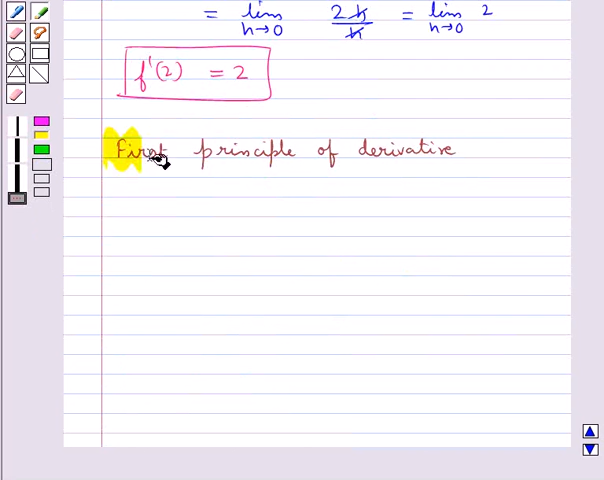 = lim h→0 2h/h = lim h→0 2
f'(2) = 2
First principle of derivative